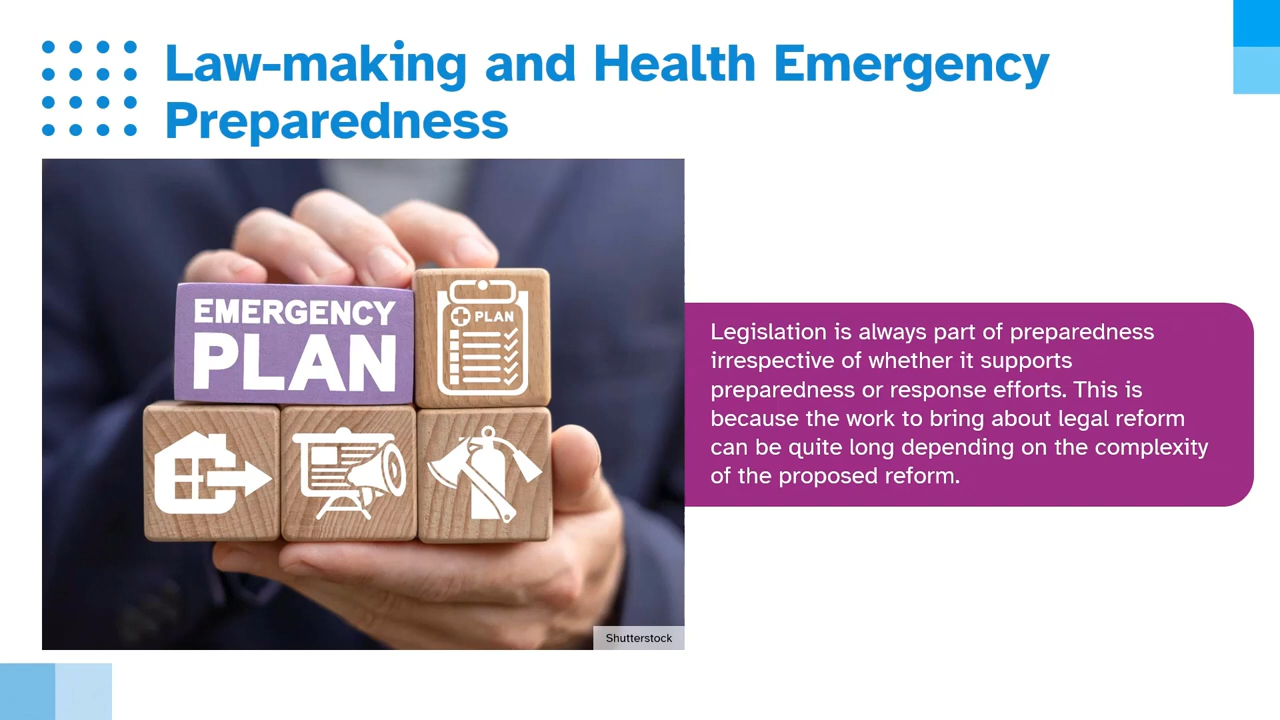 Law-making and Health Emergency
Preparedness
EMERGENCY
PLAN
PLAN
Legislation is always part of preparedness
irrespective of whether it supports
preparedness or response efforts. This is
because the work to bring about legal reform
can be quite long depending on the complexity
of the proposed reform.
Shutterstock